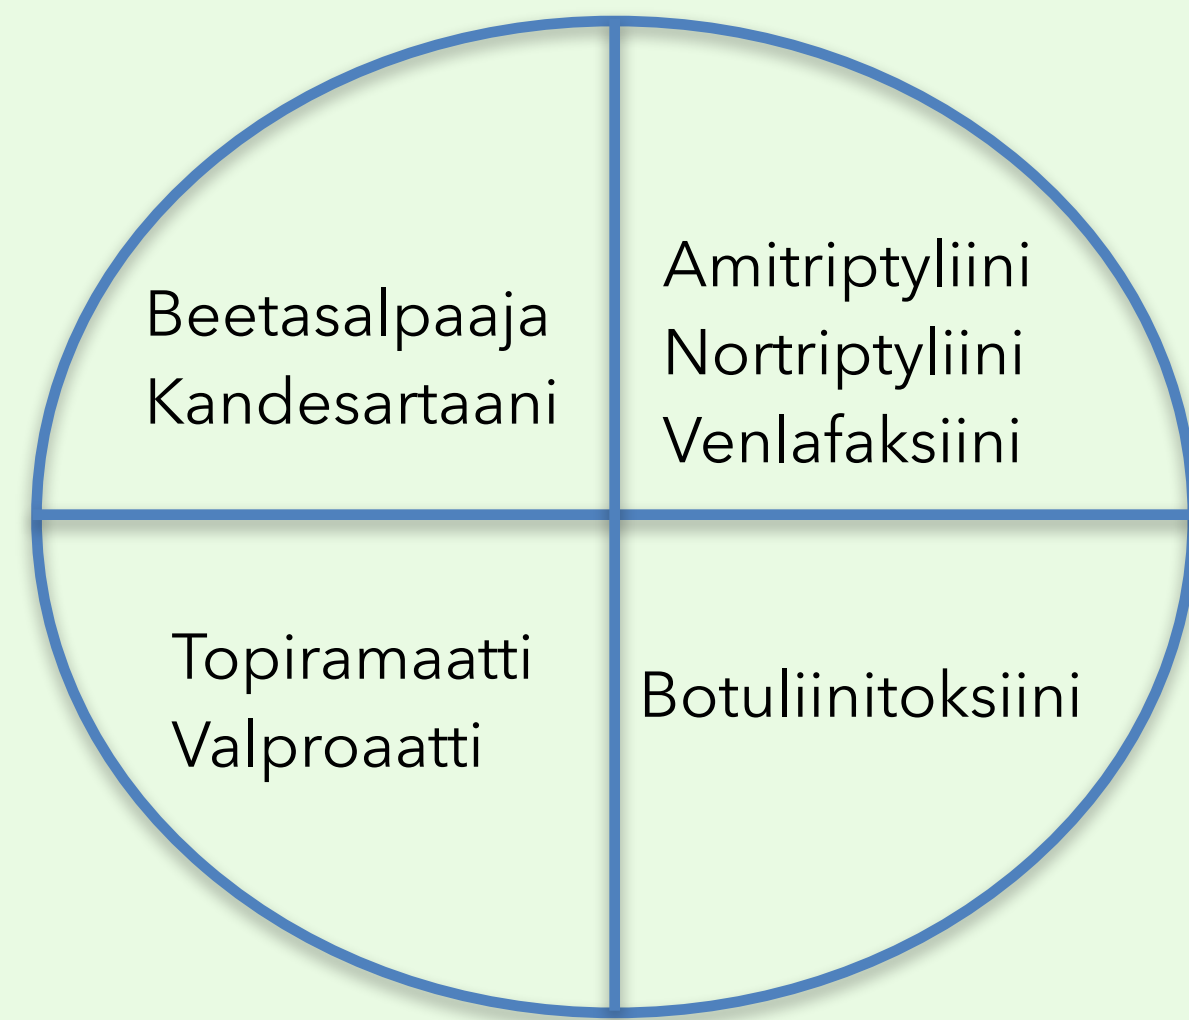 Beetasalpaaja
Kandesartaani
Amitriptyliini
Nortriptyliini
Venlafaksiini
Topiramaatti
Valproaatti
Botuliinitoksiini